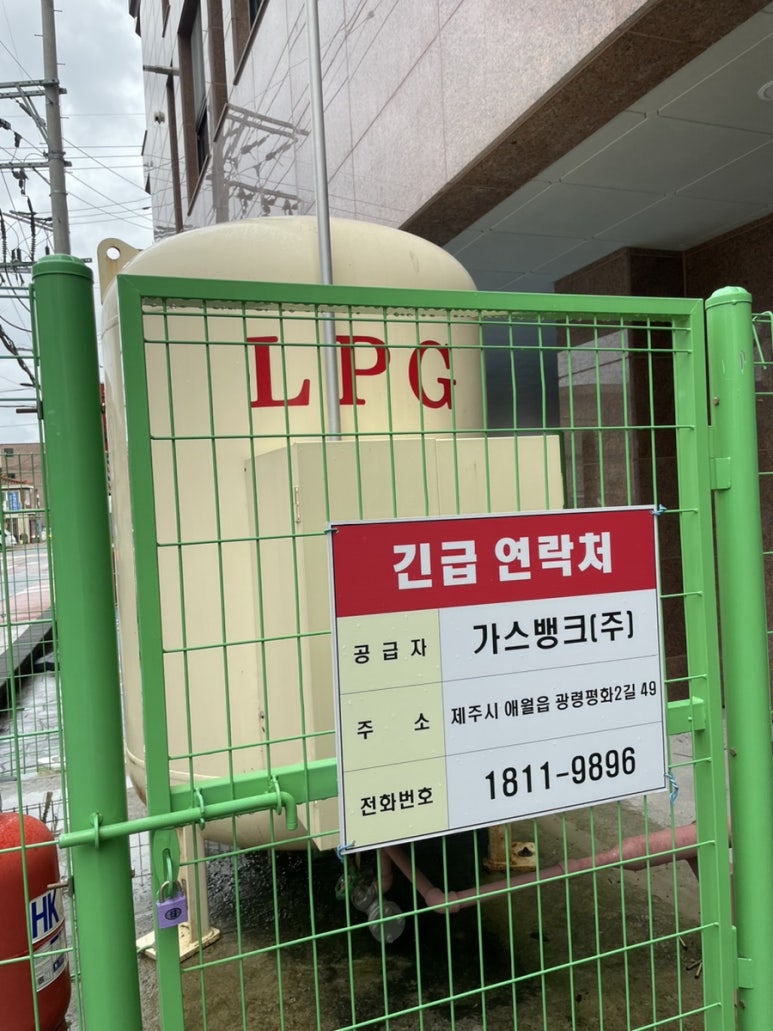 LPG
긴급 연락처
공급자 가스뱅크(주)
주소 제주시 애월읍 광령평화2길 49
전화번호 1811-9896
HK